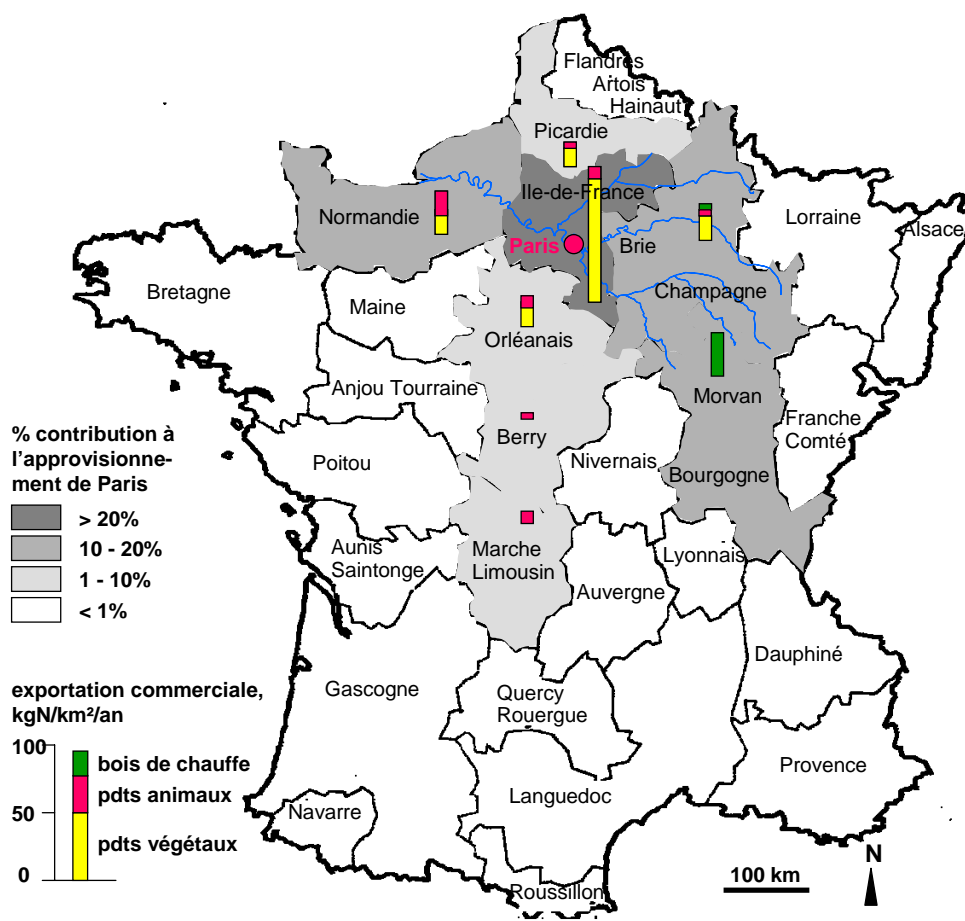 Flandres
Artois
Hainaut
Picardie
Ile-de-France
Normandie
Lorraine
Alsace
Paris
Brie
Bretagne
Champagne
Maine
Orléanais
Anjou Tourraine
Morvan
Franche
Comté
Berry
Poitou
Nivernais
Bourgogne
% contribution à
l'approvisionne-
ment de Paris
> 20%
10 - 20%
1 - 10%
< 1%
Aunis
Saintonge
Marche
Limousin
Lyonnais
Auvergne
Dauphiné
Gascogne
Quercy
Rouergue
exportation commerciale,
kgN/km²/an
100
bois de chauffe
pdts animaux
50
pdts végétaux
0
Provence
Languedoc
Navarre
Roussillon
100 km
N